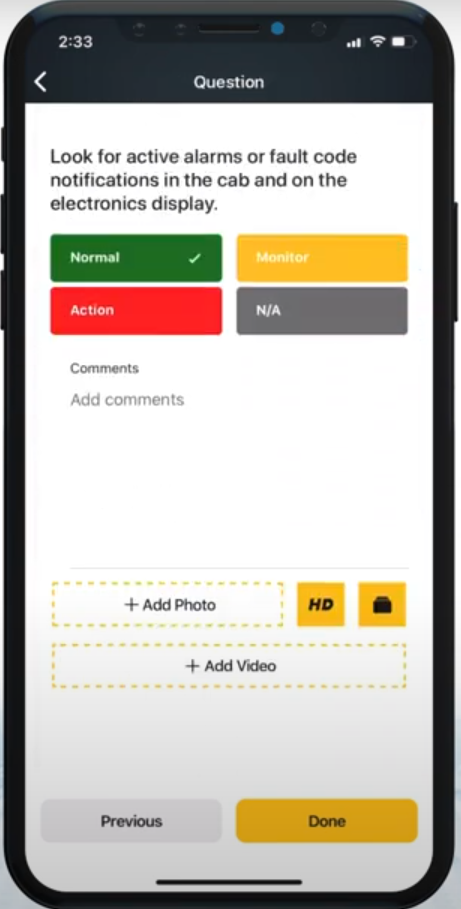 2:33
Question
Look for active alarms or fault code
notifications in the cab and on the
electronics display.
Normal
Monitor
Action
N/A
Comments
Add comments
+ Add Photo
HD
+ Add Video
Previous
Done